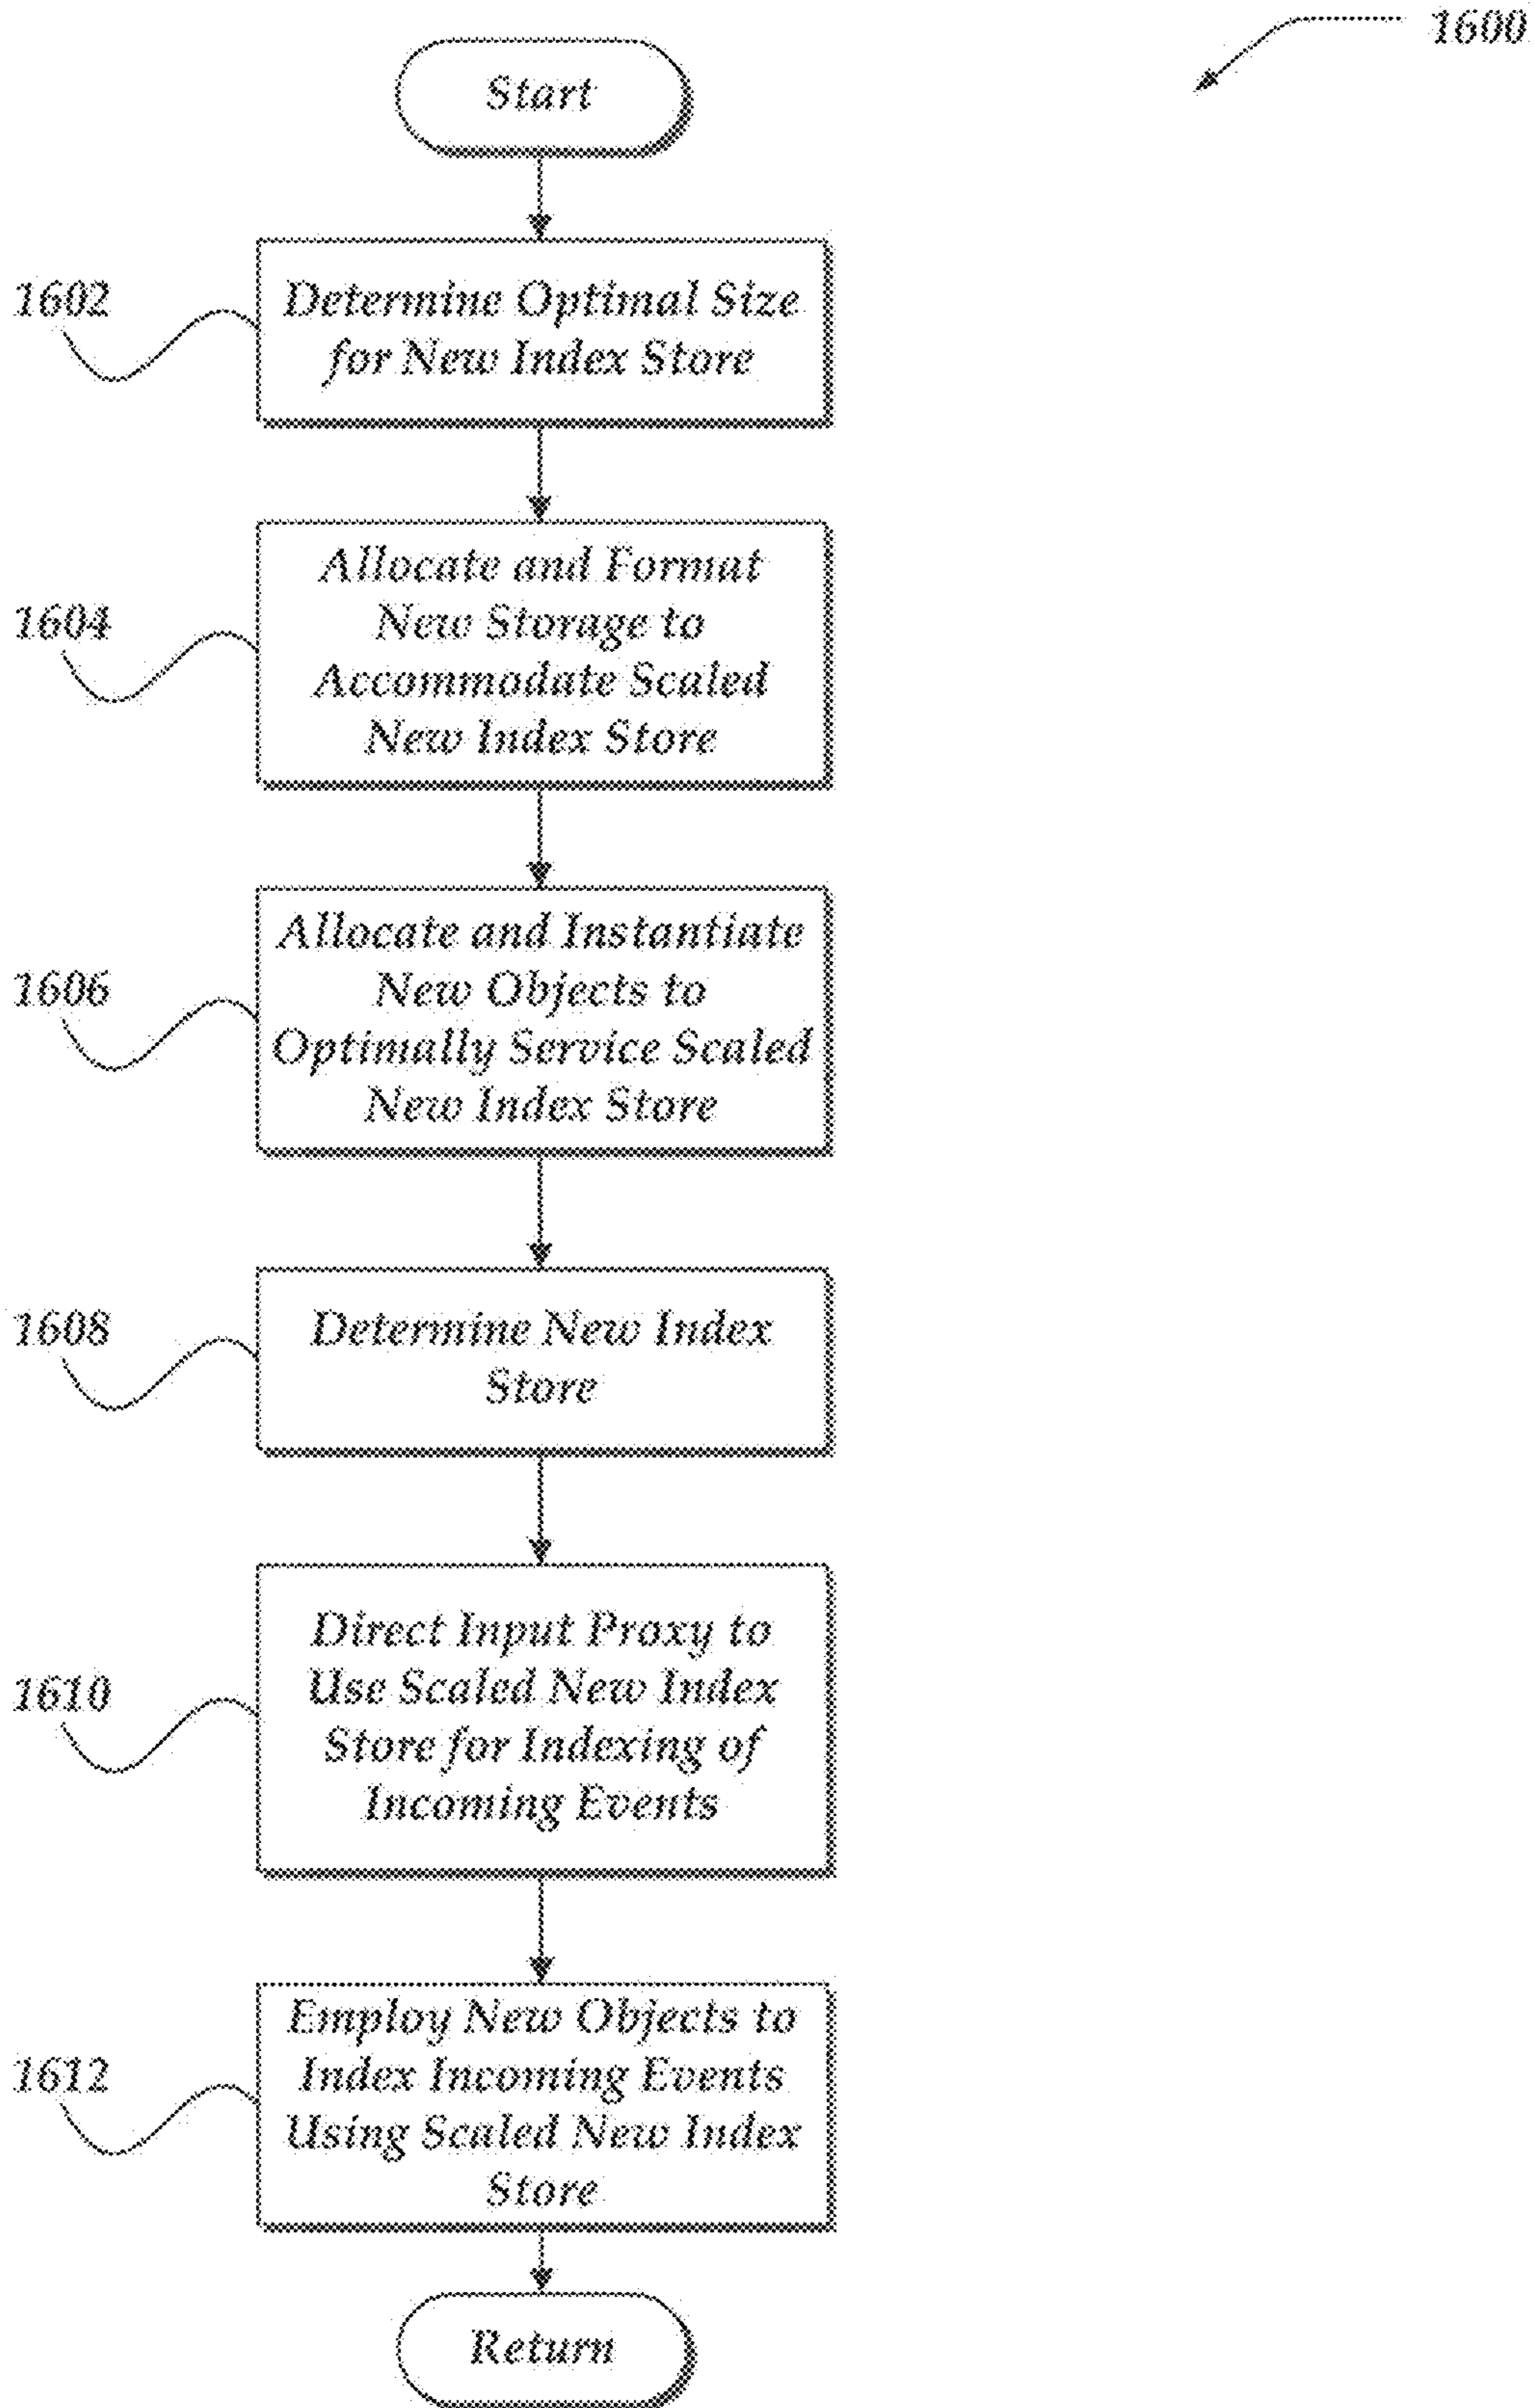 1600
Start
1602
Determine Optimal Size
for New Index Store
1604
Allocate and Format
New Storage to
Accommodate Scaled
New Index Store
1606
Allocate and Instantiate
New Objects to
Optimally Service Scaled
New Index Store
1608
Determine New Index
Store
1610
Direct Input Proxy to
Use Scaled New Index
Store for Indexing of
Incoming Events
1612
Employ New Objects to
Index Incoming Events
Using Scaled New Index
Store
Return